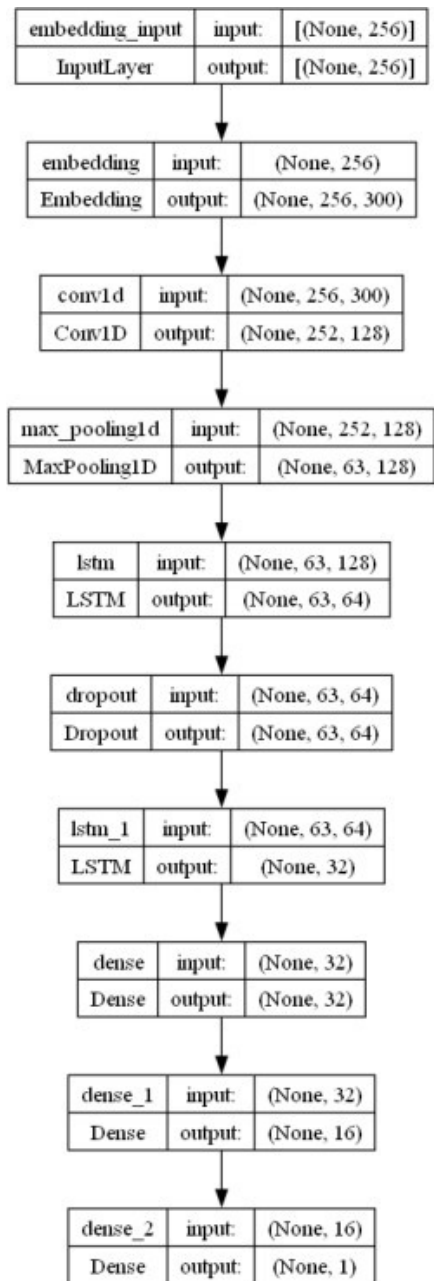 embedding_input input: [(None, 256)]
InputLayer output: [(None, 256)]
embedding input: (None, 256)
Embedding output: (None, 256, 300)
conv1d input: (None, 256, 300)
Conv1D output: (None, 252, 128)
max_pooling1d input: (None, 252, 128)
MaxPooling1D output: (None, 63, 128)
lstm input: (None, 63, 128)
LSTM output: (None, 63, 64)
dropout input: (None, 63, 64)
Dropout output: (None, 63, 64)
lstm_1 input: (None, 63, 64)
LSTM output: (None, 32)
dense input: (None, 32)
Dense output: (None, 32)
dense_1 input: (None, 32)
Dense output: (None, 16)
dense_2 input: (None, 16)
Dense output: (None, 1)